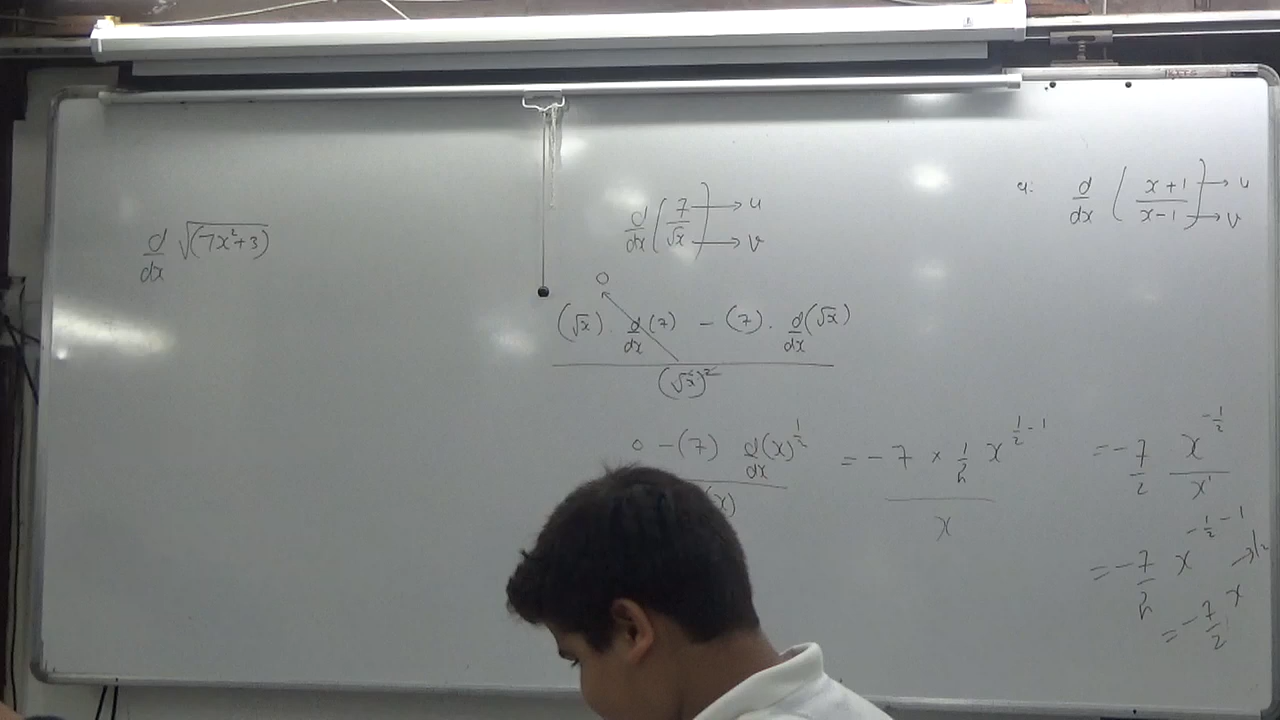 d/dx √(7x²+3)
d/dx (7/√x) → u → v
0
(√x). d/dx (7) - (7). d/dx (√x)
(√x)²
0 -(7) d/dx (x)^1/2
(x)
= -7 × 1/2 x^(1/2 - 1)
x
4. d/dx (x+1/x-1) → u → v
= -7/2 x^(-1/2)
x¹
= -7/2 x^(-1/2 - 1)
= -7/2 x